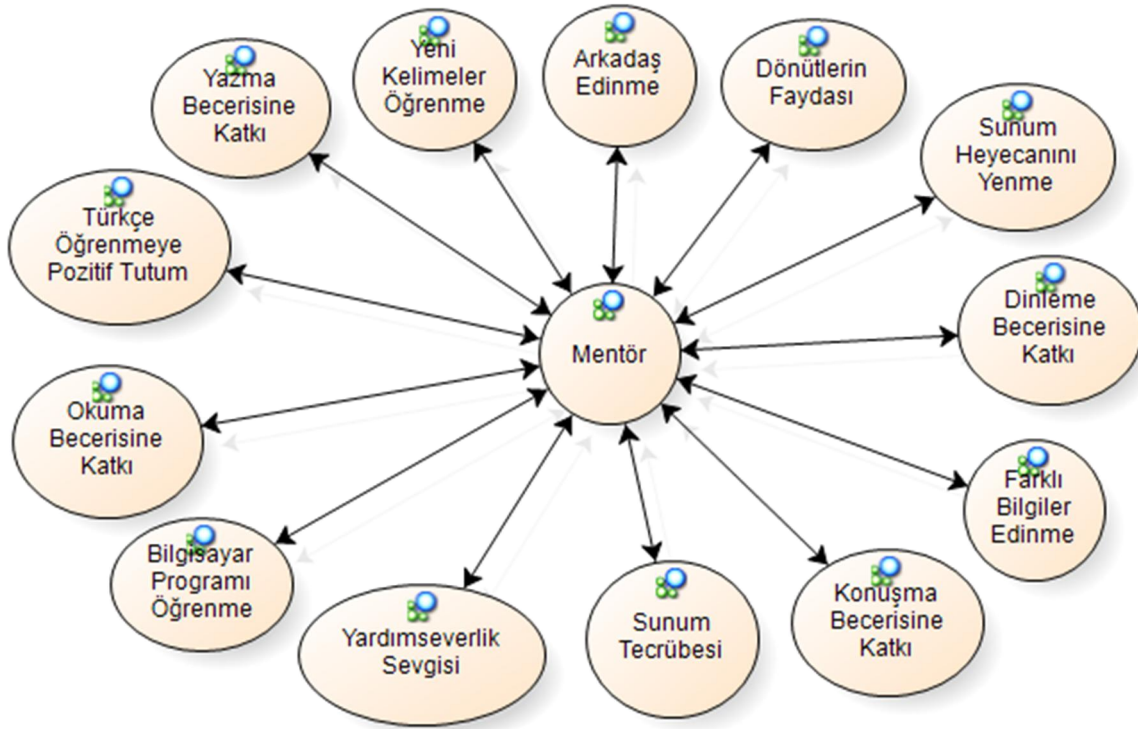 Yazma
Becerisine
Katkı
Yeni
Kelimeler
Öğrenme
Arkadaş
Edinme
Dönütlerin
Faydası
Sunum
Heyecanını
Yenme
Türkçe
Öğrenmeye
Pozitif Tutum
Mentör
Dinleme
Becerisine
Katkı
Okuma
Becerisine
Katkı
Farklı
Bilgiler
Edinme
Bilgisayar
Programı
Öğrenme
Yardımseverlik
Sevgisi
Sunum
Tecrübesi
Konuşma
Becerisine
Katkı